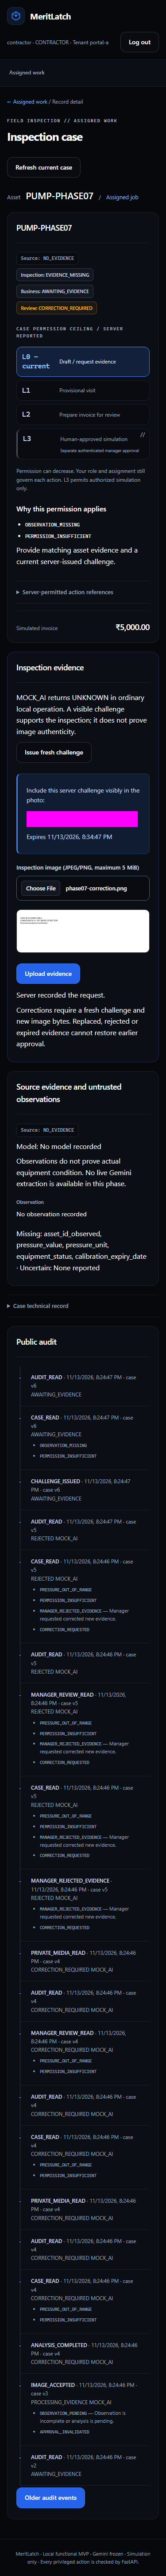 MeritLatch
contractor · CONTRACTOR · Tenant portal-a
Log out
Assigned work
← Assigned work / Record detail
FIELD INSPECTION // ASSIGNED WORK
Inspection case
Refresh current case
Asset PUMP-PHASE07 / Assigned job
PUMP-PHASE07
Source: NO_EVIDENCE
Inspection: EVIDENCE_MISSING
Business: AWAITING_EVIDENCE
Review: CORRECTION_REQUIRED
CASE PERMISSION CEILING / SERVER
REPORTED
L0 — current Draft / request evidence
L1 Provisional visit
L2 Prepare invoice for review
L3 Human-approved simulation //
Separate authenticated manager approval
Permission can decrease. Your role and assignment still
govern each action. L3 permits authorized simulation
only.
Why this permission applies
• OBSERVATION_MISSING
• PERMISSION_INSUFFICIENT
Provide matching asset evidence and a
current server-issued challenge.
▸ Server-permitted action references
Simulated invoice ₹5,000.00
Inspection evidence
MOCK_AI returns UNKNOWN in ordinary
local operation. A visible challenge
supports the inspection; it does not prove
image authenticity.
Issue fresh challenge
Include this server challenge visibly in the
photo:
Expires 11/13/2026, 8:34:47 PM
Inspection image (JPEG/PNG, maximum 5 MiB)
Choose File phase07-correction.png
Upload evidence
Server recorded the request.
Corrections require a fresh challenge and
new image bytes. Replaced, rejected or
expired evidence cannot restore earlier
approval.
Source evidence and untrusted
observations
Source: NO_EVIDENCE
Model: No model recorded
Observations do not prove actual
equipment condition. No live Gemini
extraction is available in this phase.
Observation
No observation recorded
Missing: asset_id_observed,
pressure_value, pressure_unit,
equipment_status, calibration_expiry_date
· Uncertain: None reported
▸ Case technical record
Public audit
AUDIT_READ · 11/13/2026, 8:24:47 PM · case
v6
AWAITING_EVIDENCE
CASE_READ · 11/13/2026, 8:24:47 PM · case
v6
AWAITING_EVIDENCE
• OBSERVATION_MISSING
• PERMISSION_INSUFFICIENT
CHALLENGE_ISSUED · 11/13/2026, 8:24:47
PM · case v6
AWAITING_EVIDENCE
AUDIT_READ · 11/13/2026, 8:24:47 PM · case
v5
REJECTED MOCK_AI
CASE_READ · 11/13/2026, 8:24:46 PM · case
v5
REJECTED MOCK_AI
• PRESSURE_OUT_OF_RANGE
• PERMISSION_INSUFFICIENT
• MANAGER_REJECTED_EVIDENCE — Manager
requested corrected new evidence.
• CORRECTION_REQUESTED
AUDIT_READ · 11/13/2026, 8:24:46 PM · case
v5
REJECTED MOCK_AI
MANAGER_REVIEW_READ · 11/13/2026,
8:24:46 PM · case v5
REJECTED MOCK_AI
• PRESSURE_OUT_OF_RANGE
• PERMISSION_INSUFFICIENT
• MANAGER_REJECTED_EVIDENCE — Manager
requested corrected new evidence.
• CORRECTION_REQUESTED
CASE_READ · 11/13/2026, 8:24:46 PM · case
v5
REJECTED MOCK_AI
• PRESSURE_OUT_OF_RANGE
• PERMISSION_INSUFFICIENT
• MANAGER_REJECTED_EVIDENCE — Manager
requested corrected new evidence.
• CORRECTION_REQUESTED
MANAGER_REJECTED_EVIDENCE ·
11/13/2026, 8:24:46 PM · case v5
REJECTED MOCK_AI
• MANAGER_REJECTED_EVIDENCE — Manager
requested corrected new evidence.
• CORRECTION_REQUESTED
PRIVATE_MEDIA_READ · 11/13/2026, 8:24:46
PM · case v4
CORRECTION_REQUIRED MOCK_AI
AUDIT_READ · 11/13/2026, 8:24:46 PM · case
v4
CORRECTION_REQUIRED MOCK_AI
MANAGER_REVIEW_READ · 11/13/2026,
8:24:46 PM · case v4
CORRECTION_REQUIRED MOCK_AI
• PRESSURE_OUT_OF_RANGE
• PERMISSION_INSUFFICIENT
AUDIT_READ · 11/13/2026, 8:24:46 PM · case
v4
CORRECTION_REQUIRED MOCK_AI
CASE_READ · 11/13/2026, 8:24:46 PM · case
v4
CORRECTION_REQUIRED MOCK_AI
• PRESSURE_OUT_OF_RANGE
• PERMISSION_INSUFFICIENT
PRIVATE_MEDIA_READ · 11/13/2026, 8:24:46
PM · case v4
CORRECTION_REQUIRED MOCK_AI
AUDIT_READ · 11/13/2026, 8:24:46 PM · case
v4
CORRECTION_REQUIRED MOCK_AI
CASE_READ · 11/13/2026, 8:24:46 PM · case
v4
CORRECTION_REQUIRED MOCK_AI
• PRESSURE_OUT_OF_RANGE
• PERMISSION_INSUFFICIENT
ANALYSIS_COMPLETED · 11/13/2026, 8:24:46
PM · case v4
CORRECTION_REQUIRED MOCK_AI
IMAGE_ACCEPTED · 11/13/2026, 8:24:46 PM ·
case v3
PROCESSING_EVIDENCE MOCK_AI
• OBSERVATION_PENDING — Observation is
incomplete or analysis is pending.
• APPROVAL_INVALIDATED
AUDIT_READ · 11/13/2026, 8:24:46 PM · case
v2
AWAITING_EVIDENCE
Older audit events
MeritLatch · Local functional MVP · Gemini frozen · Simulation
only · Every privileged action is checked by FastAPI.